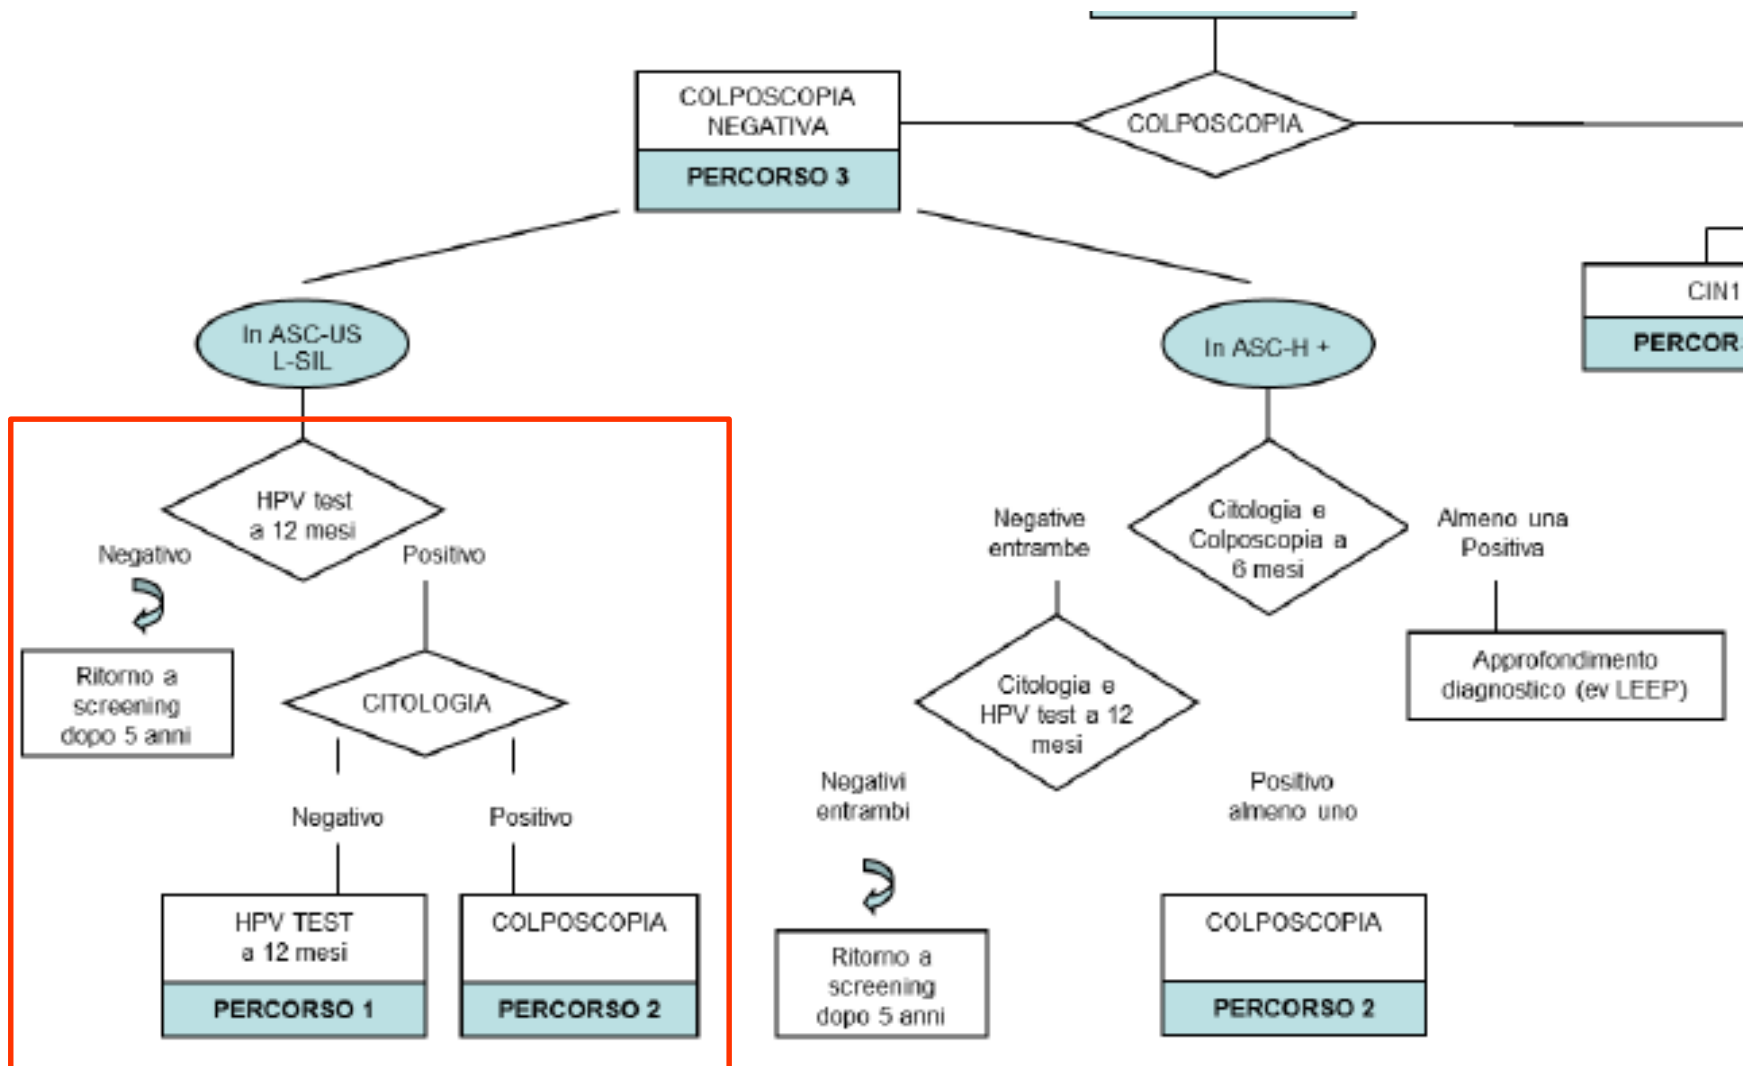 COLPOSCOPIA
NEGATIVA
PERCORSO 3
COLPOSCOPIA
CIN1
In ASC-US
L-SIL
In ASC-H +
HPV test
a 12 mesi
Negativo
Positivo
Ritorno a
screening
dopo 5 anni
CITOLOGIA
Negativo
Positivo
HPV TEST
a 12 mesi
PERCORSO 1
COLPOSCOPIA
PERCORSO 2
Citologia e
Colposcopia a
6 mesi
Negative
entrambe
Almeno una
Positiva
Approfondimento
diagnostico (ev LEEP)
Citologia e
HPV test a 12
mesi
Negativi
entrambi
Positivo
almeno uno
Ritorno a
screening
dopo 5 anni
COLPOSCOPIA
PERCORSO 2